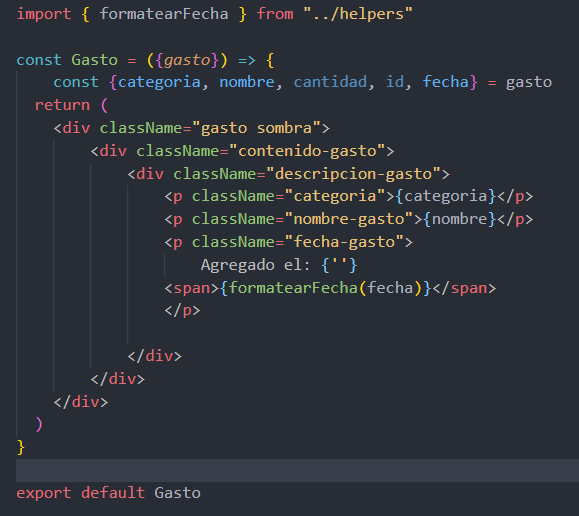 import { formatearFecha } from "../helpers"

const Gasto = ({gasto}) => {
    const {categoria, nombre, cantidad, id, fecha} = gasto
  return (
    <div className="gasto sombra">
        <div className="contenido-gasto">
            <div className="descripcion-gasto">
                <p className="categoria">{categoria}</p>
                <p className="nombre-gasto">{nombre}</p>
                <p className="fecha-gasto">
                    Agregado el: {''}
                <span>{formatearFecha(fecha)}</span>
                </p>

            </div>
        </div>
    </div>
  )
}

export default Gasto